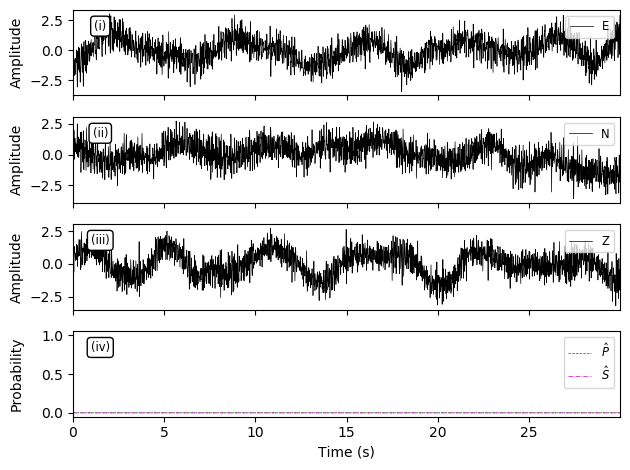 (i)
E
Amplitude
2.5
0.0
−2.5
(ii)
N
Amplitude
2.5
0.0
−2.5
(iii)
Z
Amplitude
2.5
0.0
−2.5
(iv)
P̂
Ŝ
Probability
1.0
0.5
0.0
0 5 10 15 20 25
Time (s)